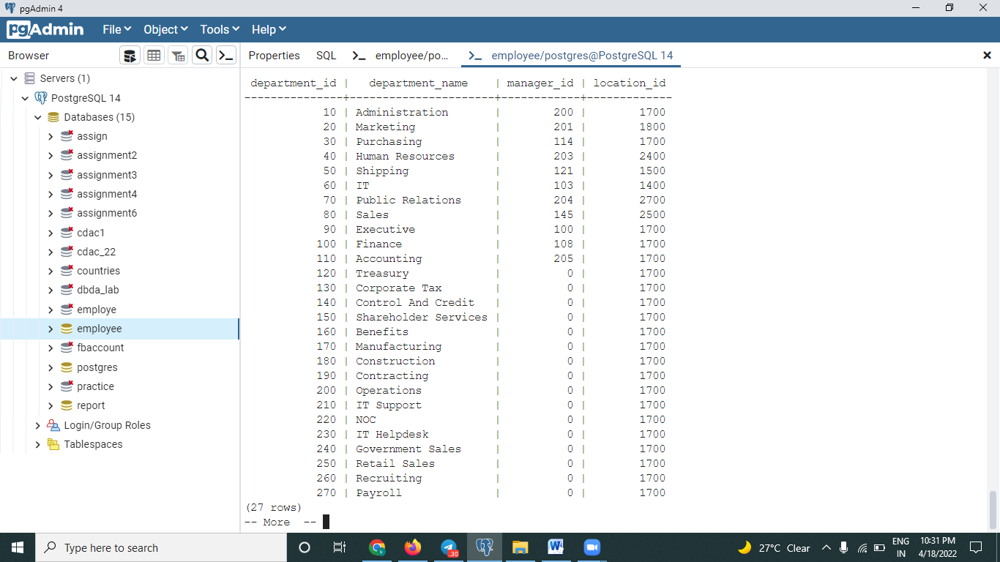 pgAdmin 4
pgAdmin File Object Tools Help
Browser
Properties SQL employee/po... employee/postgres@PostgreSQL 14
Servers (1)
PostgreSQL 14
Databases (15)
assign
assignment2
assignment3
assignment4
assignment6
cdac1
cdac_22
countries
dbda_lab
employe
employee
fbaccount
postgres
practice
report
Login/Group Roles
Tablespaces
department_id | department_name | manager_id | location_id
---------------+---------------------+------------+-------------
10 | Administration | 200 | 1700
20 | Marketing | 201 | 1800
30 | Purchasing | 114 | 1700
40 | Human Resources | 203 | 2400
50 | Shipping | 121 | 1500
60 | IT | 103 | 1400
70 | Public Relations | 204 | 2700
80 | Sales | 145 | 2500
90 | Executive | 100 | 1700
100 | Finance | 108 | 1700
110 | Accounting | 205 | 1700
120 | Treasury | 0 | 1700
130 | Corporate Tax | 0 | 1700
140 | Control And Credit | 0 | 1700
150 | Shareholder Services | 0 | 1700
160 | Benefits | 0 | 1700
170 | Manufacturing | 0 | 1700
180 | Construction | 0 | 1700
190 | Contracting | 0 | 1700
200 | Operations | 0 | 1700
210 | IT Support | 0 | 1700
220 | NOC | 0 | 1700
230 | IT Helpdesk | 0 | 1700
240 | Government Sales | 0 | 1700
250 | Retail Sales | 0 | 1700
260 | Recruiting | 0 | 1700
270 | Payroll | 0 | 1700
(27 rows)
-- More --
Type here to search
k
30
W
27°C Clear
ENG
IN
10:31 PM
4/18/2022